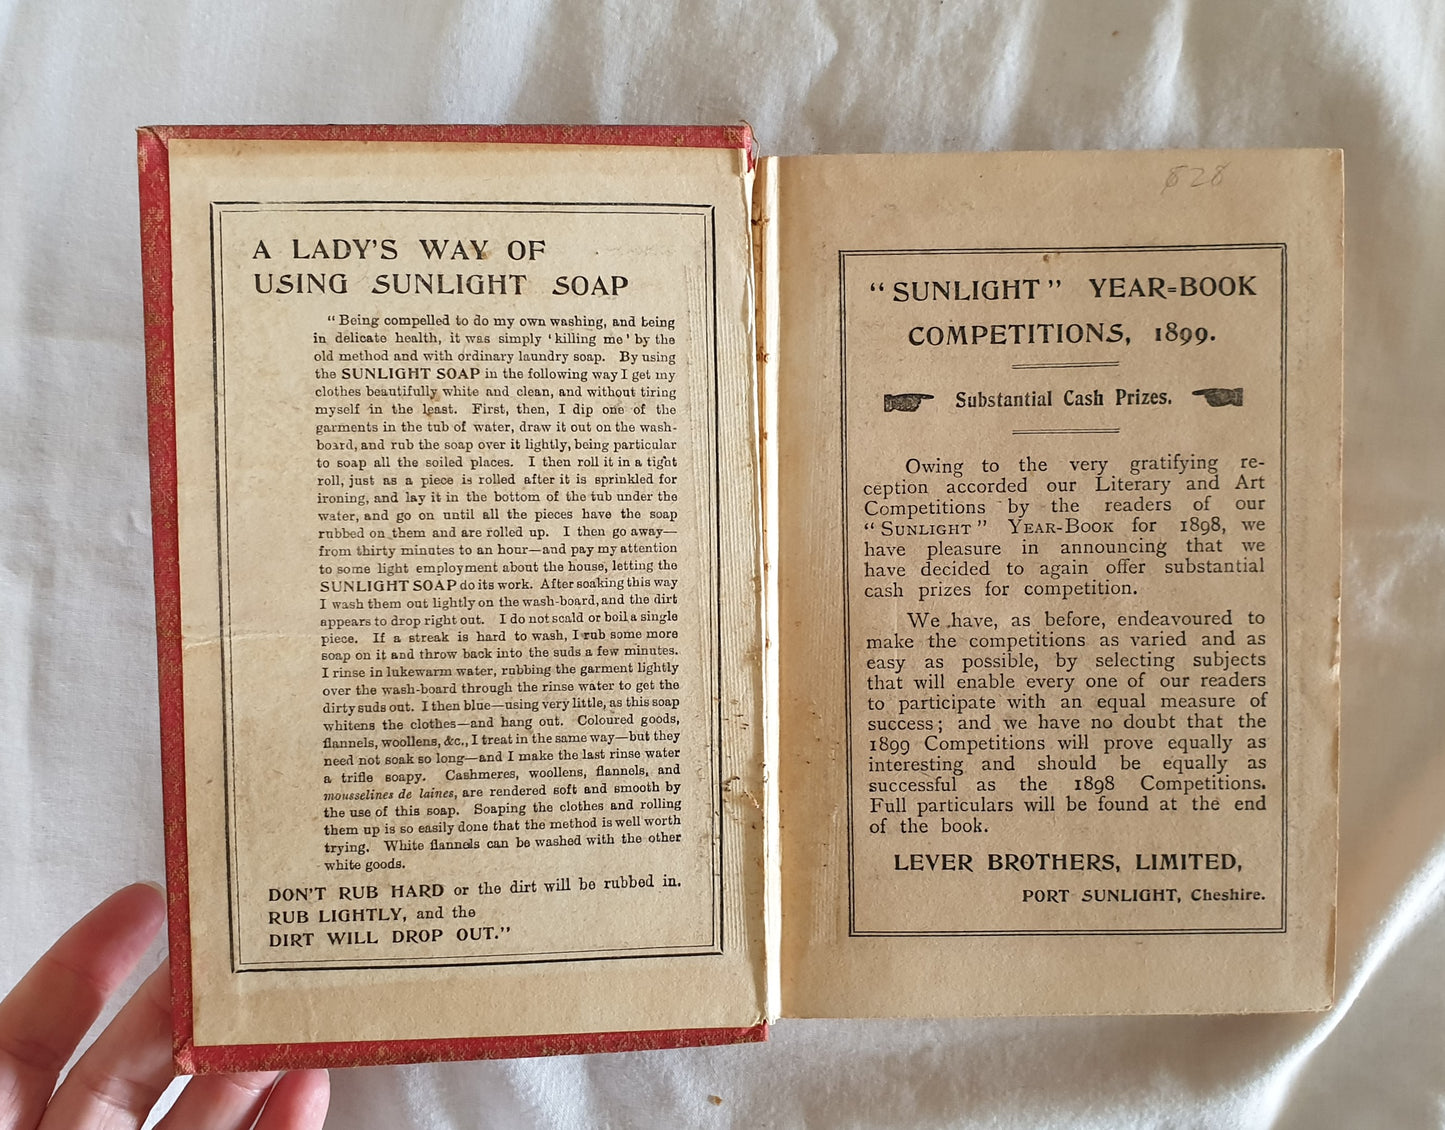 A LADY'S WAY OF
USING SUNLIGHT SOAP
"Being compelled to do my own washing, and being
in delicate health, it was simply 'killing me' by the
old method and with ordinary laundry soap. By using
the SUNLIGHT SOAP in the following way I get my
clothes beautifully white and clean, and without tiring
myself in the least. First, then, I dip one of the
garments in the tub of water, draw it out on the wash-
board, and rub the soap over it lightly, being particular
to soap all the soiled places. I then roll it in a tight
roll, just as a piece is rolled after it is sprinkled for
ironing, and lay it in the bottom of the tub under the
water, and go on until all the pieces have the soap
rubbed on them and are rolled up. I then go away—
from thirty minutes to an hour—and pay my attention
to some light employment about the house, letting the
SUNLIGHT SOAP do its work. After soaking this way
I wash them out lightly on the wash-board, and the dirt
appears to drop right out. I do not scald or boil a single
piece. If a streak is hard to wash, I rub some more
soap on it and throw back into the suds a few minutes.
I rinse in lukewarm water, rubbing the garment lightly
over the wash-board through the rinse water to get the
dirty suds out. I then blue—using very little, as this soap
whitens the clothes—and hang out. Coloured goods,
flannels, woollens, &c., I treat in the same way—but they
need not soak so long—and I make the last rinse water
a trifle soapy. Cashmeres, woollens, flannels, and
mousselines de laines, are rendered soft and smooth by
the use of this soap. Soaping the clothes and rolling
them up is so easily done that the method is well worth
trying. White flannels can be washed with the other
white goods.
DON'T RUB HARD or the dirt will be rubbed in.
RUB LIGHTLY, and the
DIRT WILL DROP OUT."
828
"SUNLIGHT" YEAR-BOOK
COMPETITIONS, 1899.
Substantial Cash Prizes.
Owing to the very gratifying re-
ception accorded our Literary and Art
Competitions by the readers of our
"SUNLIGHT" YEAR-BOOK for 1898, we
have pleasure in announcing that we
have decided to again offer substantial
cash prizes for competition.
We have, as before, endeavoured to
make the competitions as varied and as
easy as possible, by selecting subjects
that will enable every one of our readers
to participate with an equal measure of
success; and we have no doubt that the
1899 Competitions will prove equally as
interesting and should be equally as
successful as the 1898 Competitions.
Full particulars will be found at the end
of the book.
LEVER BROTHERS, LIMITED,
PORT SUNLIGHT, Cheshire.